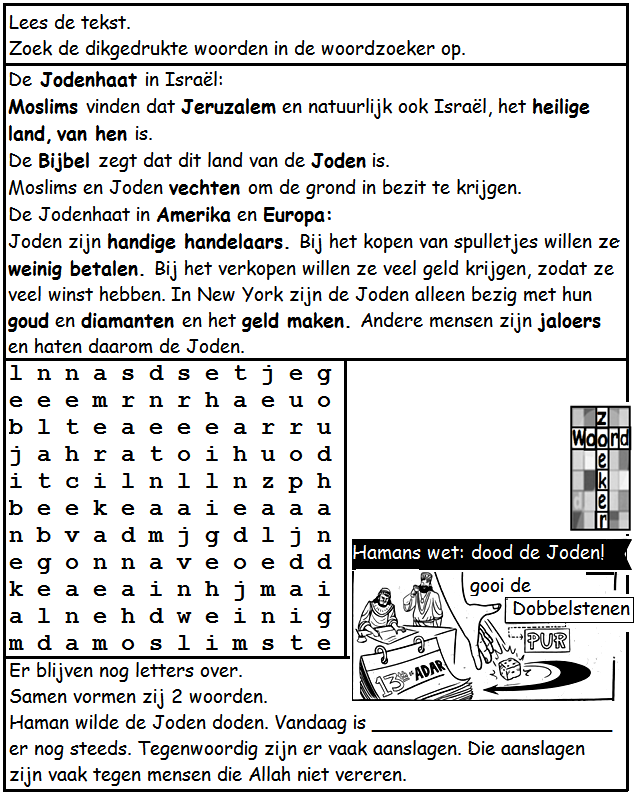 Lees de tekst.
Zoek de dikgedrukte woorden in de woordzoeker op.
De Jodenhaat in Israël:
Moslims vinden dat Jeruzalem en natuurlijk ook Israël, het heilige
land, van hen is.
De Bijbel zegt dat dit land van de Joden is.
Moslims en Joden vechten om de grond in bezit te krijgen.
De Jodenhaat in Amerika en Europa:
Joden zijn handige handelaars. Bij het kopen van spulletjes willen ze
weinig betalen. Bij het verkopen willen ze veel geld krijgen, zodat ze
veel winst hebben. In New York zijn de Joden alleen bezig met hun
goud en diamanten en het geld maken. Andere mensen zijn jaloers
en haten daarom de Joden.
l n n a s d s e t j e g
e e e m r n r h a e u o
b l t e a e e e a r r u
j a h r a t o i h u o d
i t c i l n l l n z p h
b e e k e a a i e a a a
n b v a d m j g d l j n
e g o n n a v e o e d d
k e a e a i n h j m a i
a l n e h d w e i n i g
m d a m o s l i m s t e
Woord
zoeker
Hamans wet: dood de Joden!
gooi de
Dobbelstenen
PUR
13 ADAR
Er blijven nog letters over.
Samen vormen zij 2 woorden.
Haman wilde de Joden doden. Vandaag is ____________________
er nog steeds. Tegenwoordig zijn er vaak aanslagen. Die aanslagen
zijn vaak tegen mensen die Allah niet vereren.